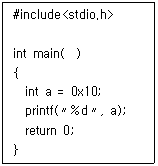 #include<stdio.h>
int main( )
{
int a = 0x10;
printf(〃%d〃, a);
return 0;
}